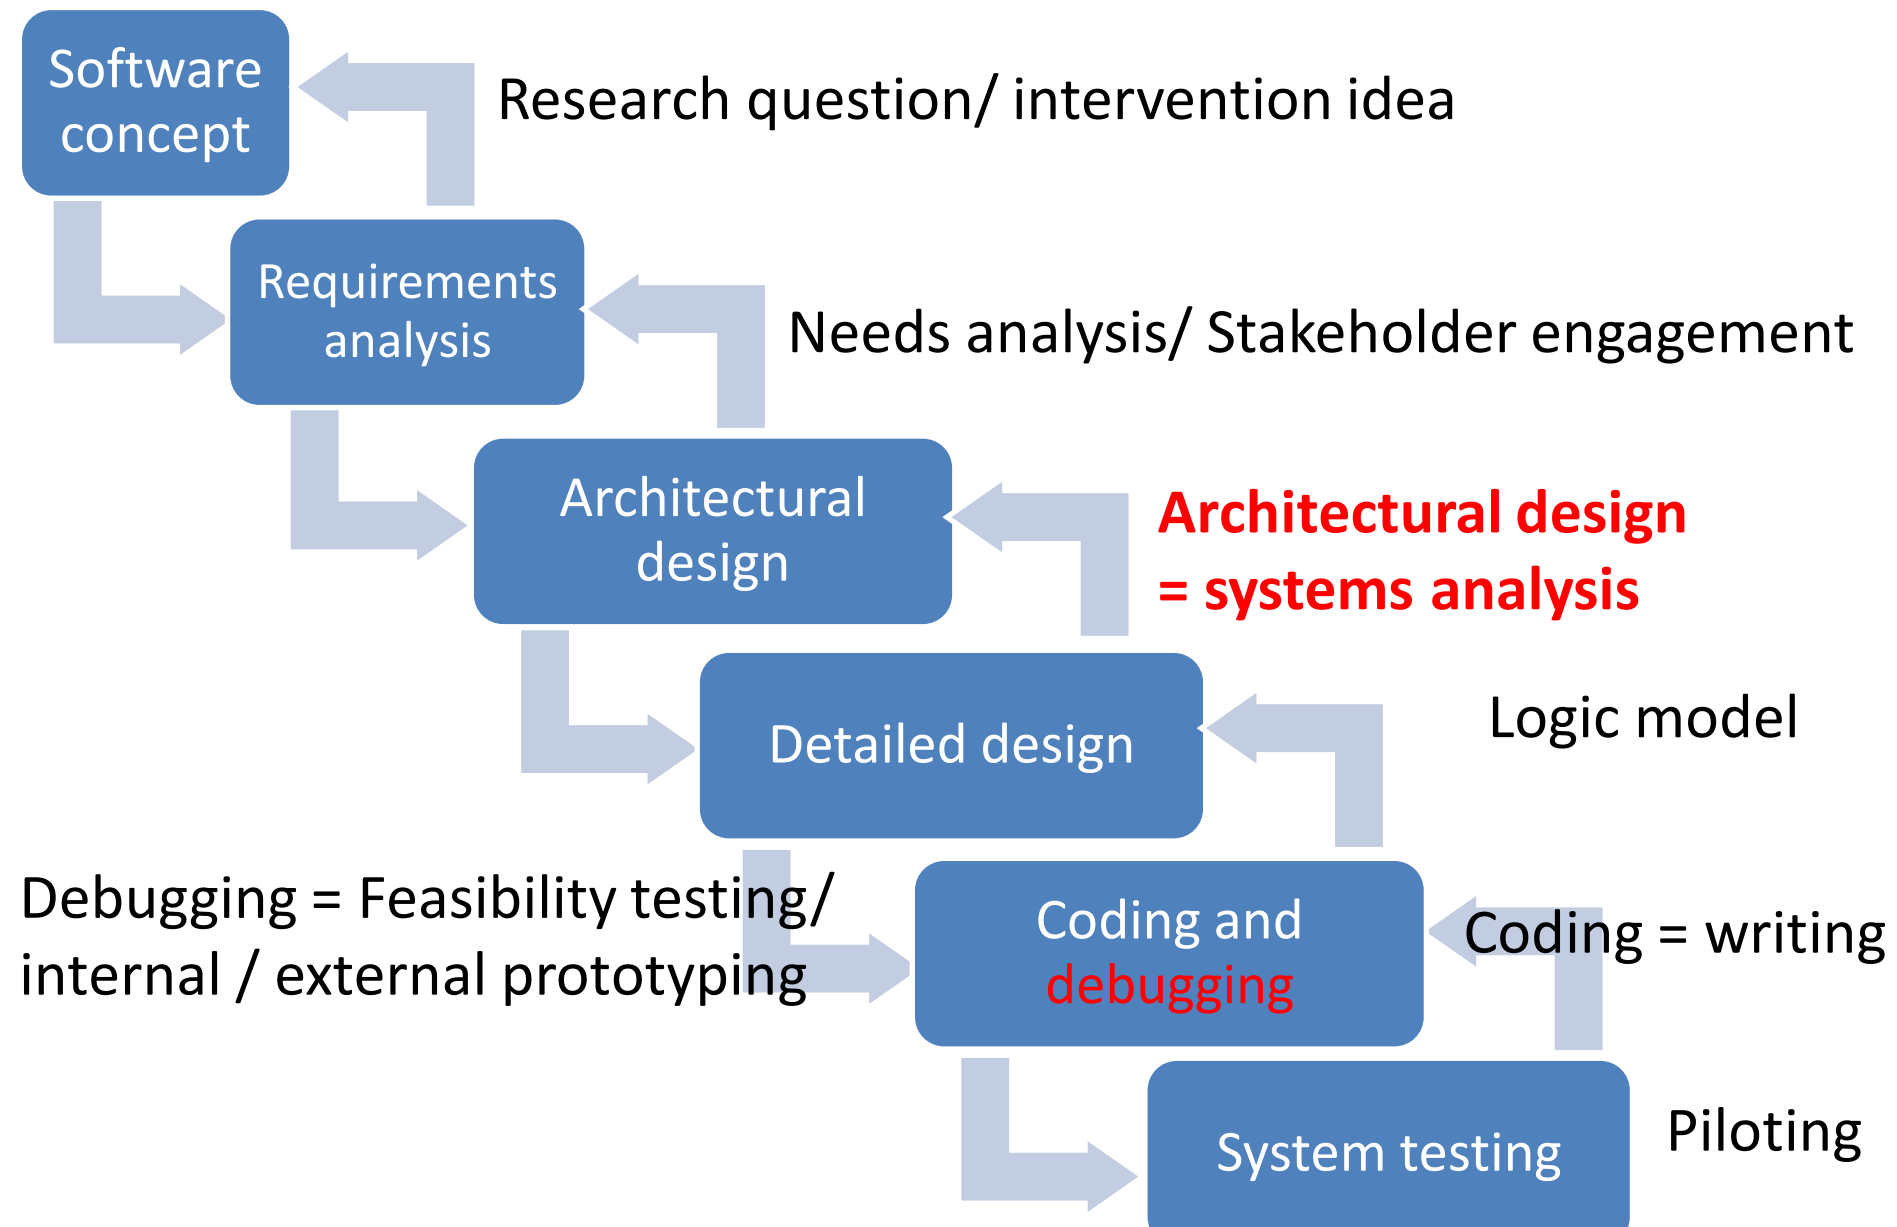 Software
concept
Research question/ intervention idea
Requirements
analysis
Needs analysis/ Stakeholder engagement
Architectural
design
Architectural design
= systems analysis
Detailed design
Logic model
Debugging = Feasibility testing/
internal / external prototyping
Coding and
debugging
Coding = writing
System testing
Piloting